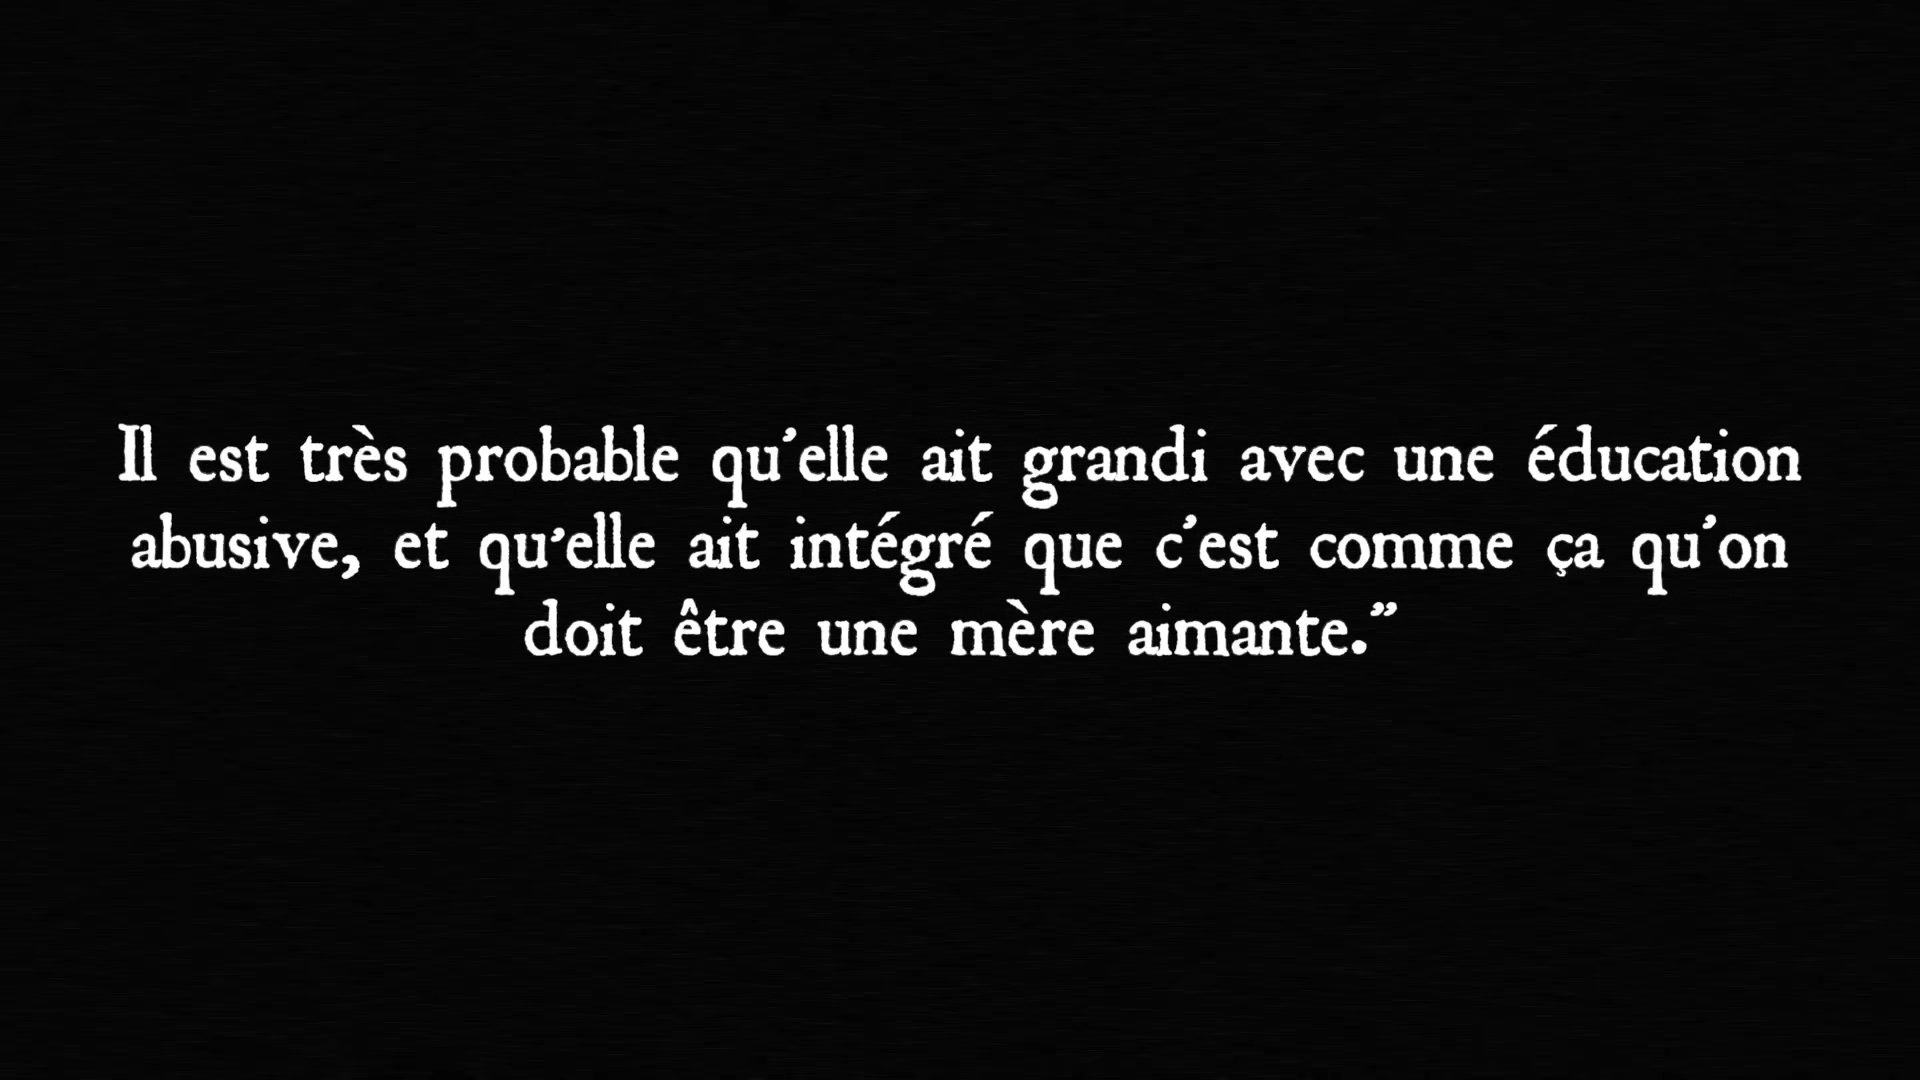 Il est très probable qu'elle ait grandi avec une éducation
abusive, et qu'elle ait intégré que c'est comme ça qu'on
doit être une mère aimante.”